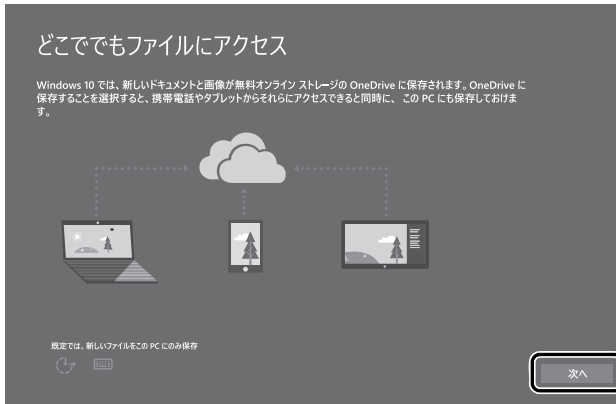 どこででもファイルにアクセス
Windows 10 では、新しいドキュメントと画像が無料オンライン ストレージの OneDrive に保存されます。OneDrive に
保存することを選択すると、携帯電話やタブレットからそれらにアクセスできると同時に、この PC にも保存しておけま
す。
既定では、新しいファイルをこの PC にのみ保存
次へ